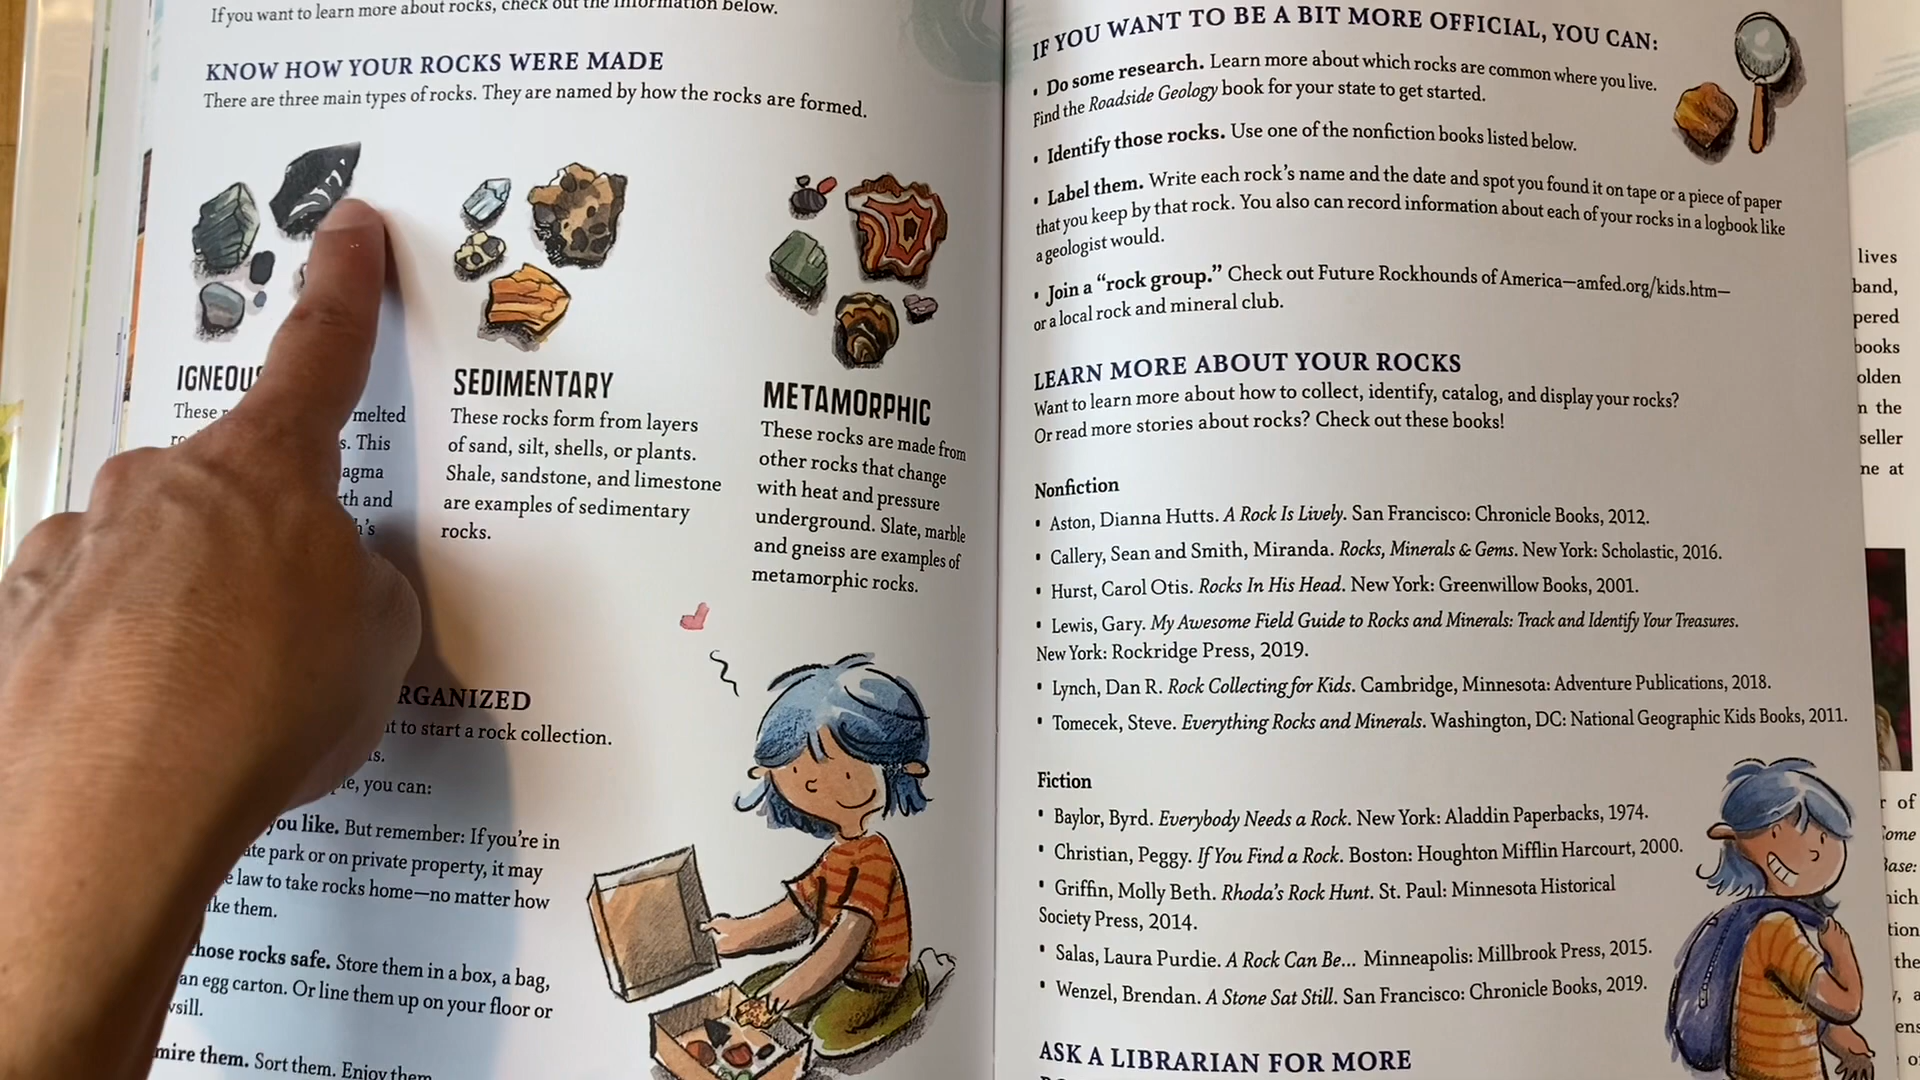 If you want to learn more about rocks, check out the information below.
KNOW HOW YOUR ROCKS WERE MADE
There are three main types of rocks. They are named by how the rocks are formed.
IGNEOUS
These
melted
s. This
agma
th and
's
SEDIMENTARY
These rocks form from layers
of sand, silt, shells, or plants.
Shale, sandstone, and limestone
are examples of sedimentary
rocks.
METAMORPHIC
These rocks are made from
other rocks that change
with heat and pressure
underground. Slate, marble
and gneiss are examples of
metamorphic rocks.
RGANIZED
t to start a rock collection.
s.
le, you can:
you like. But remember: If you're in
ate park or on private property, it may
e law to take rocks home—no matter how
ike them.
hose rocks safe. Store them in a box, a bag,
an egg carton. Or line them up on your floor or
wsill.
mire them. Sort them. Enjoy them.
IF YOU WANT TO BE A BIT MORE OFFICIAL, YOU CAN:
• Do some research. Learn more about which rocks are common where you live.
Find the Roadside Geology book for your state to get started.
• Identify those rocks. Use one of the nonfiction books listed below.
• Label them. Write each rock's name and the date and spot you found it on tape or a piece of paper
that you keep by that rock. You also can record information about each of your rocks in a logbook like
a geologist would.
• Join a “rock group.” Check out Future Rockhounds of America—amfed.org/kids.htm—
or a local rock and mineral club.
LEARN MORE ABOUT YOUR ROCKS
Want to learn more about how to collect, identify, catalog, and display your rocks?
Or read more stories about rocks? Check out these books!
Nonfiction
• Aston, Dianna Hutts. A Rock Is Lively. San Francisco: Chronicle Books, 2012.
• Callery, Sean and Smith, Miranda. Rocks, Minerals & Gems. New York: Scholastic, 2016.
• Hurst, Carol Otis. Rocks In His Head. New York: Greenwillow Books, 2001.
• Lewis, Gary. My Awesome Field Guide to Rocks and Minerals: Track and Identify Your Treasures.
New York: Rockridge Press, 2019.
• Lynch, Dan R. Rock Collecting for Kids. Cambridge, Minnesota: Adventure Publications, 2018.
• Tomecek, Steve. Everything Rocks and Minerals. Washington, DC: National Geographic Kids Books, 2011.
Fiction
• Baylor, Byrd. Everybody Needs a Rock. New York: Aladdin Paperbacks, 1974.
• Christian, Peggy. If You Find a Rock. Boston: Houghton Mifflin Harcourt, 2000.
• Griffin, Molly Beth. Rhoda's Rock Hunt. St. Paul: Minnesota Historical
Society Press, 2014.
• Salas, Laura Purdie. A Rock Can Be... Minneapolis: Millbrook Press, 2015.
• Wenzel, Brendan. A Stone Sat Still. San Francisco: Chronicle Books, 2019.
ASK A LIBRARIAN FOR MORE
lives
band,
pered
books
olden
n the
seller
ne at
r of
Come
Base:
hich
tion
the
y, a
ens
of